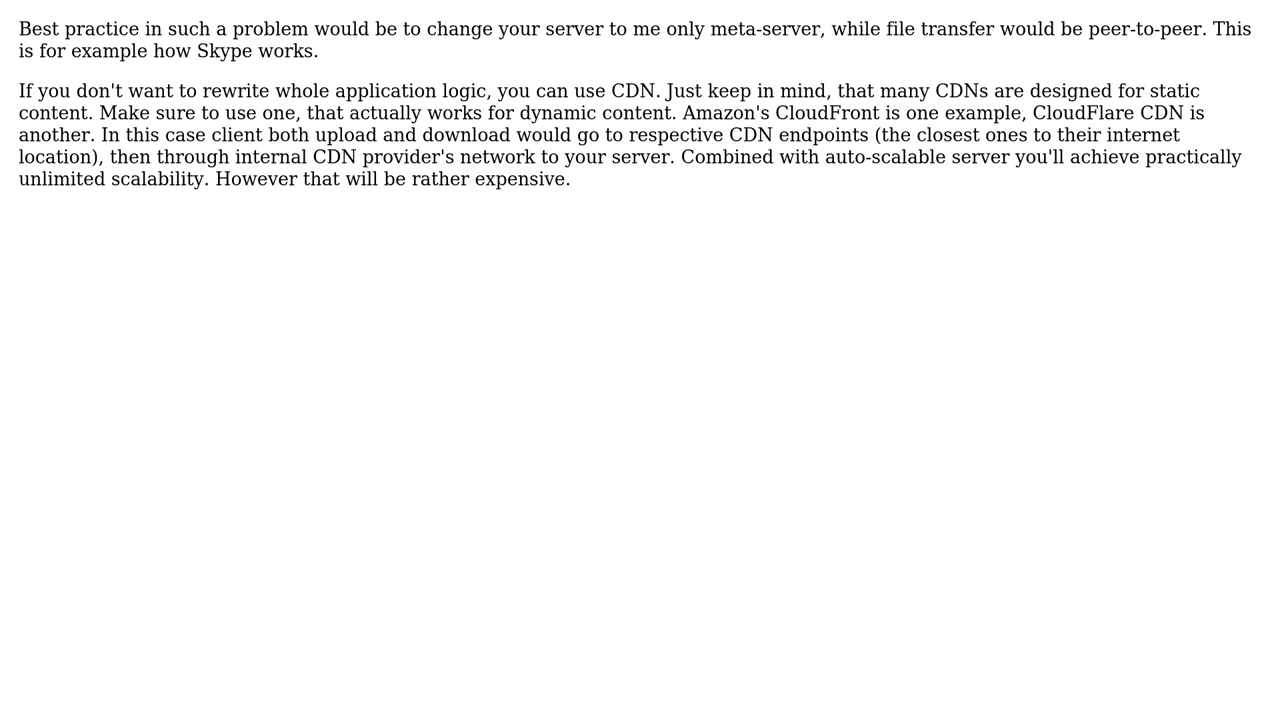 Best practice in such a problem would be to change your server to me only meta-server, while file transfer would be peer-to-peer. This
is for example how Skype works.
If you don't want to rewrite whole application logic, you can use CDN. Just keep in mind, that many CDNs are designed for static
content. Make sure to use one, that actually works for dynamic content. Amazon's CloudFront is one example, CloudFlare CDN is
another. In this case client both upload and download would go to respective CDN endpoints (the closest ones to their internet
location), then through internal CDN provider's network to your server. Combined with auto-scalable server you'll achieve practically
unlimited scalability. However that will be rather expensive.